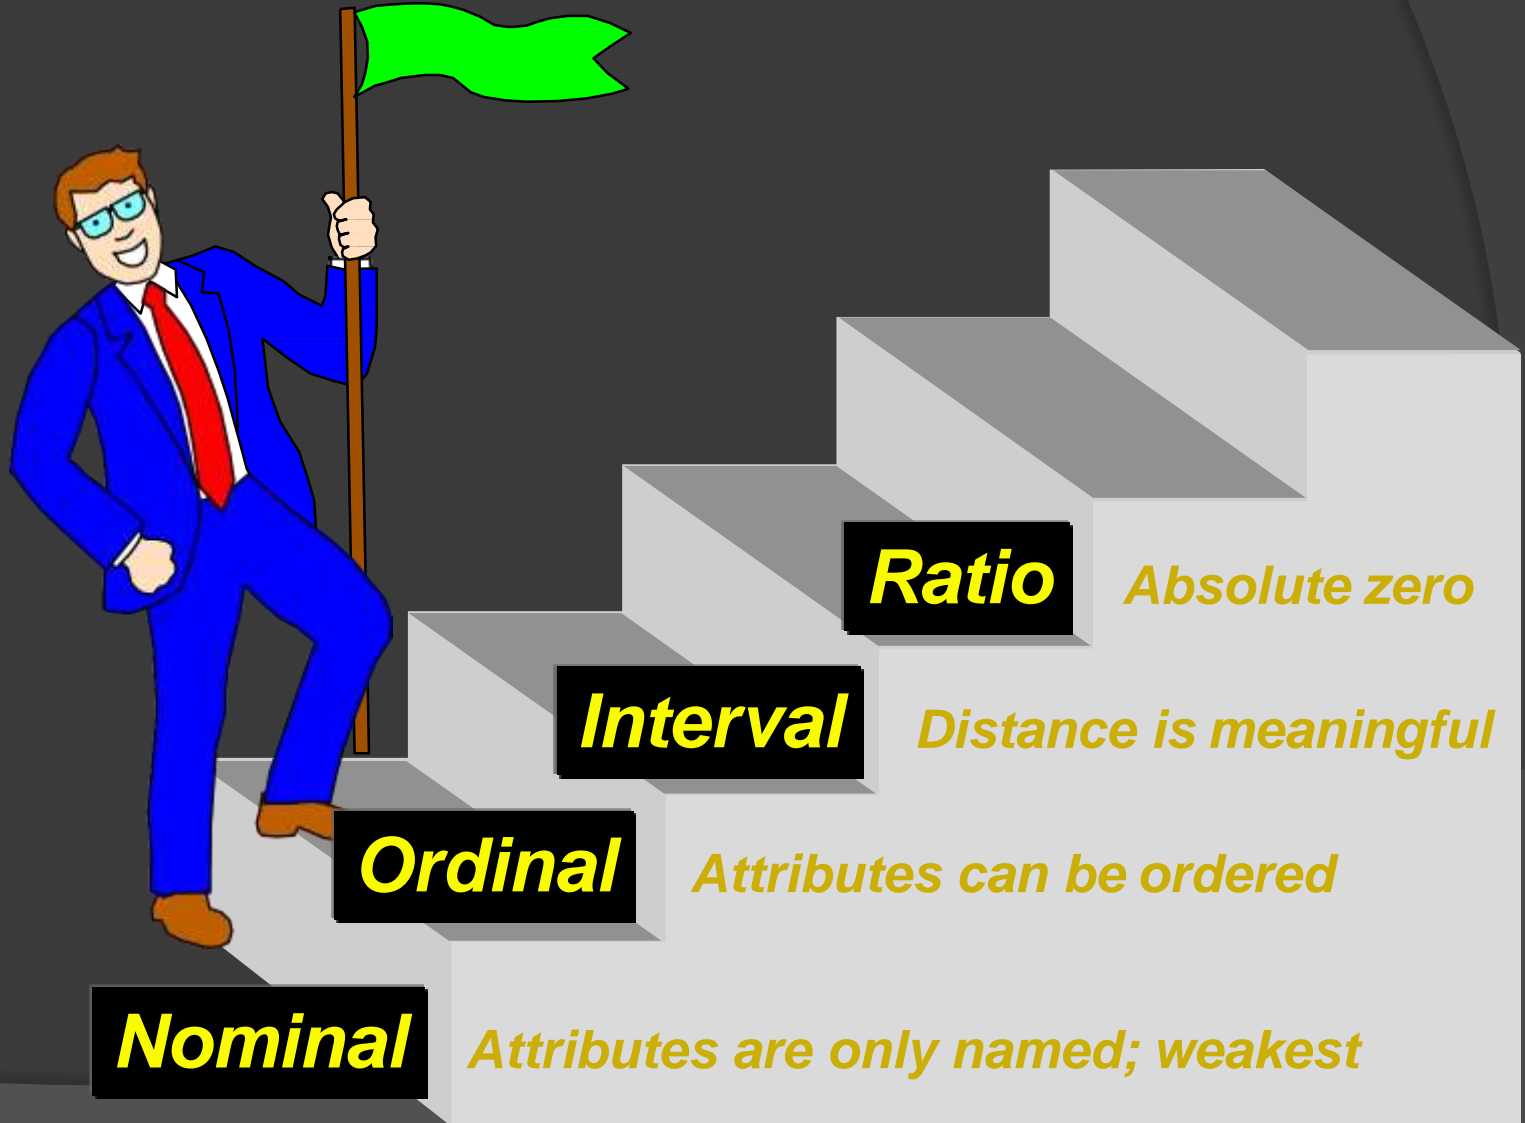 Ratio Absolute zero
Interval Distance is meaningful
Ordinal Attributes can be ordered
Nominal Attributes are only named; weakest